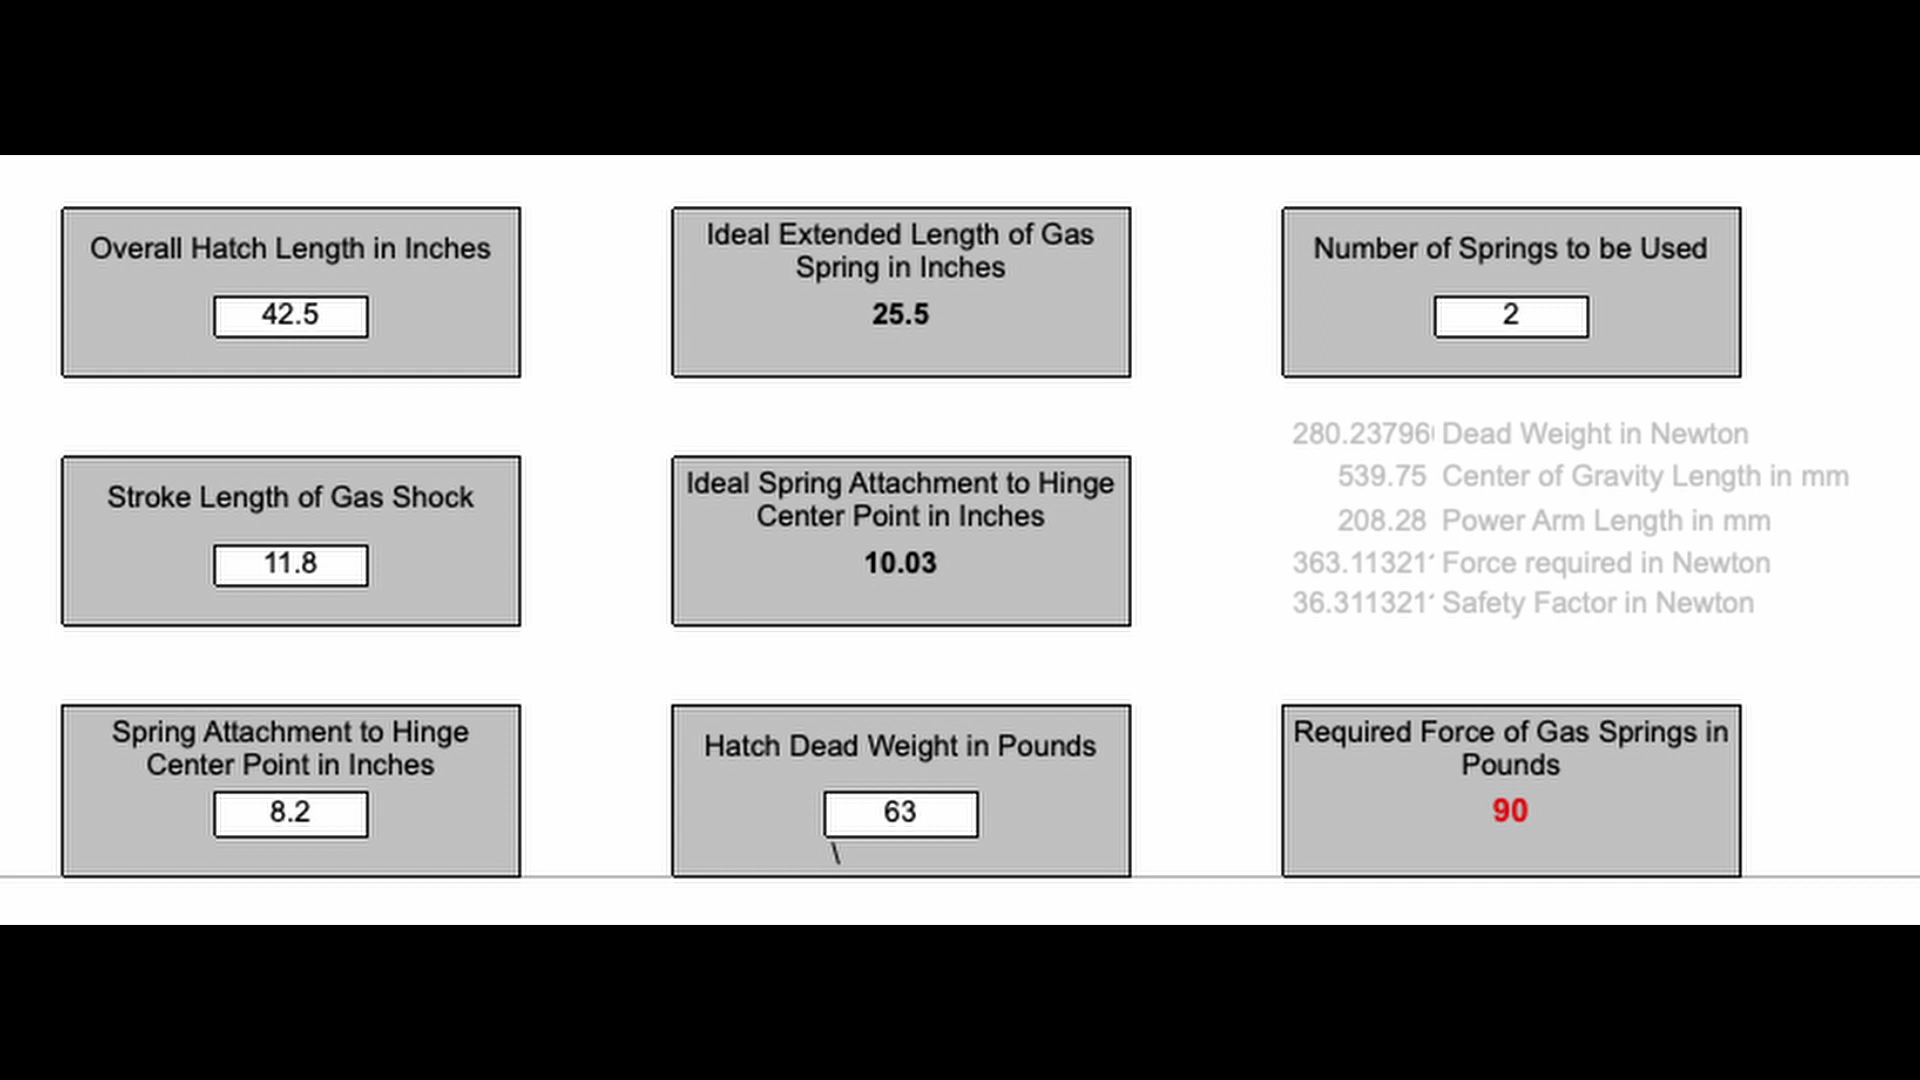 Overall Hatch Length in Inches
42.5
Ideal Extended Length of Gas
Spring in Inches
25.5
Number of Springs to be Used
2
280.23796 Dead Weight in Newton
539.75 Center of Gravity Length in mm
208.28 Power Arm Length in mm
363.11321 Force required in Newton
36.311321 Safety Factor in Newton
Stroke Length of Gas Shock
11.8
Ideal Spring Attachment to Hinge
Center Point in Inches
10.03
Spring Attachment to Hinge
Center Point in Inches
8.2
Hatch Dead Weight in Pounds
63
\
Required Force of Gas Springs in
Pounds
90